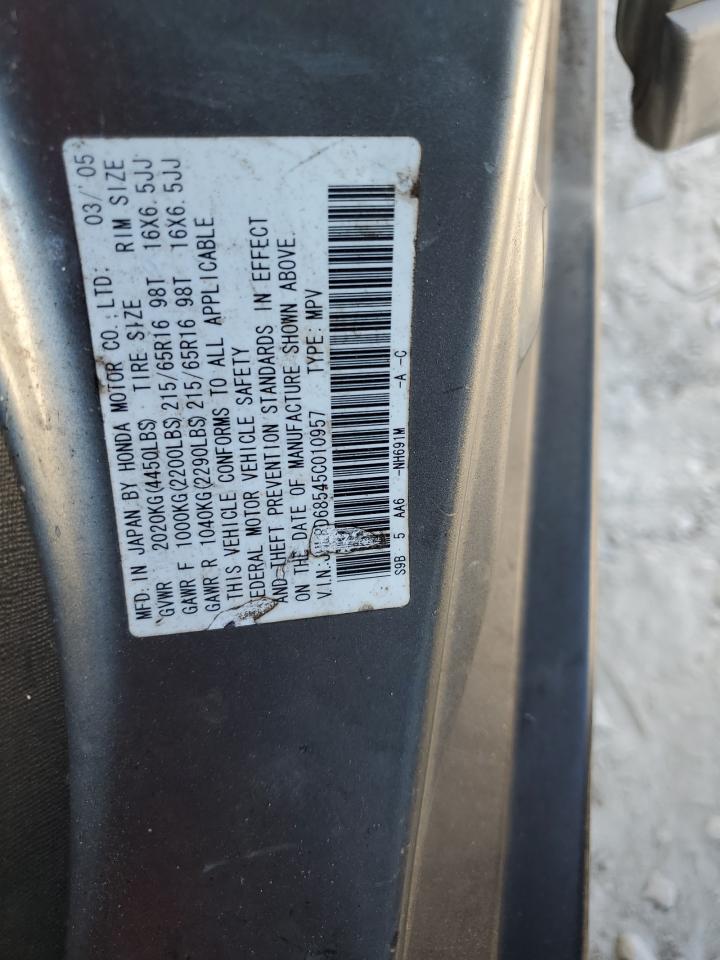 MFD. IN JAPAN BY HONDA MOTOR CO.,LTD. 03/'05
GVWR 2020KG(4450LBS) TIRE SIZE RIM SIZE
GAWR F 1000KG(2200LBS) 215/65R16 98T 16X6.5JJ
GAWR R 1040KG(2290LBS) 215/65R16 98T 16X6.5JJ
THIS VEHICLE CONFORMS TO ALL APPLICABLE
FEDERAL MOTOR VEHICLE SAFETY
AND THEFT PREVENTION STANDARDS IN EFFECT
ON THE DATE OF MANUFACTURE SHOWN ABOVE.
V.I.N. D68545C010957 TYPE: MPV
S9B 5 AA6 -NH691M -A -C